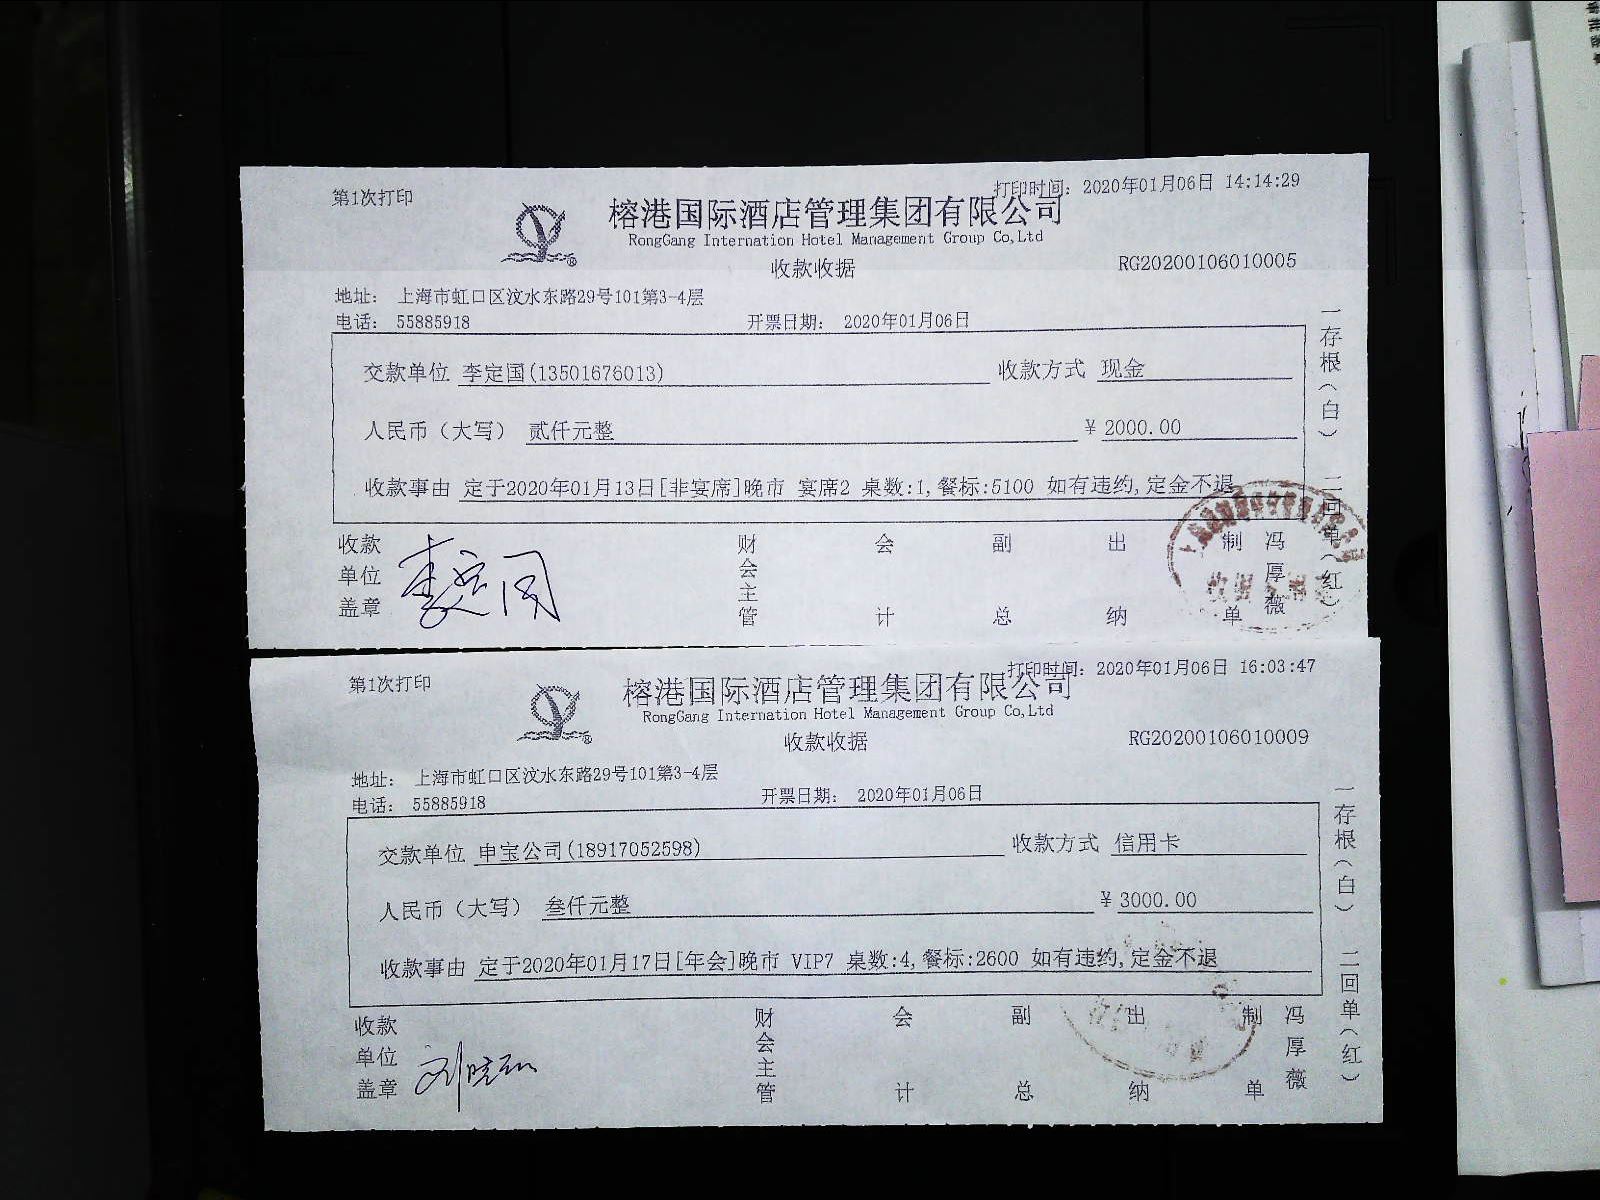 第1次打印
打印时间: 2020年01月06日 14:14:29
榕港国际酒店管理集团有限公司
RongGang Internation Hotel Management Group Co,Ltd
收款收据
RG20200106010005
地址: 上海市虹口区汶水东路29号101第3-4层
电话: 55885918 开票日期: 2020年01月06日
交款单位 李定国(13501676013) 收款方式 现金
人民币(大写) 贰仟元整 ¥ 2000.00
收款事由 定于2020年01月13日[非宴席]晚市 宴席2 桌数:1,餐标:5100 如有违约,定金不退
收款单位盖章 李定国 财会主管 会计 副总 出纳 制单 冯厚薇
一存根(白) 二回单(红)
第1次打印
打印时间: 2020年01月06日 16:03:47
榕港国际酒店管理集团有限公司
RongGang Internation Hotel Management Group Co,Ltd
收款收据
RG20200106010009
地址: 上海市虹口区汶水东路29号101第3-4层
电话: 55885918 开票日期: 2020年01月06日
交款单位 申宝公司(18917052598) 收款方式 信用卡
人民币(大写) 叁仟元整 ¥ 3000.00
收款事由 定于2020年01月17日[年会]晚市 VIP7 桌数:4,餐标:2600 如有违约,定金不退
收款单位盖章 财会主管 会计 副总 出纳 制单 冯厚薇
一存根(白) 二回单(红)